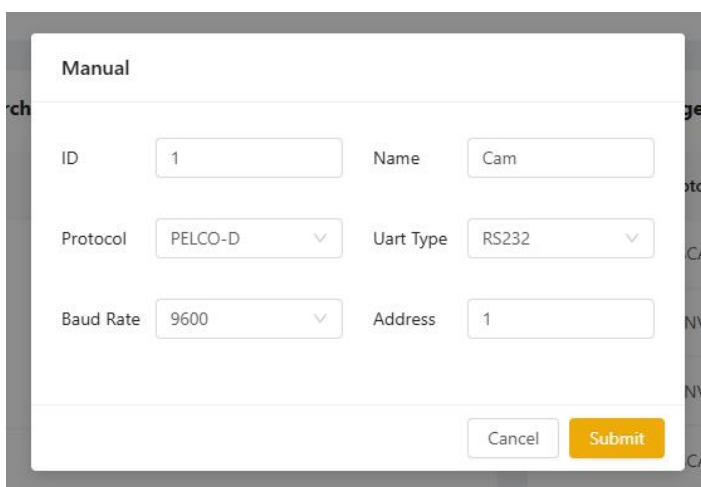 Manual
ID 1 Name Cam
Protocol PELCO-D Uart Type RS232
Baud Rate 9600 Address 1
Cancel Submit